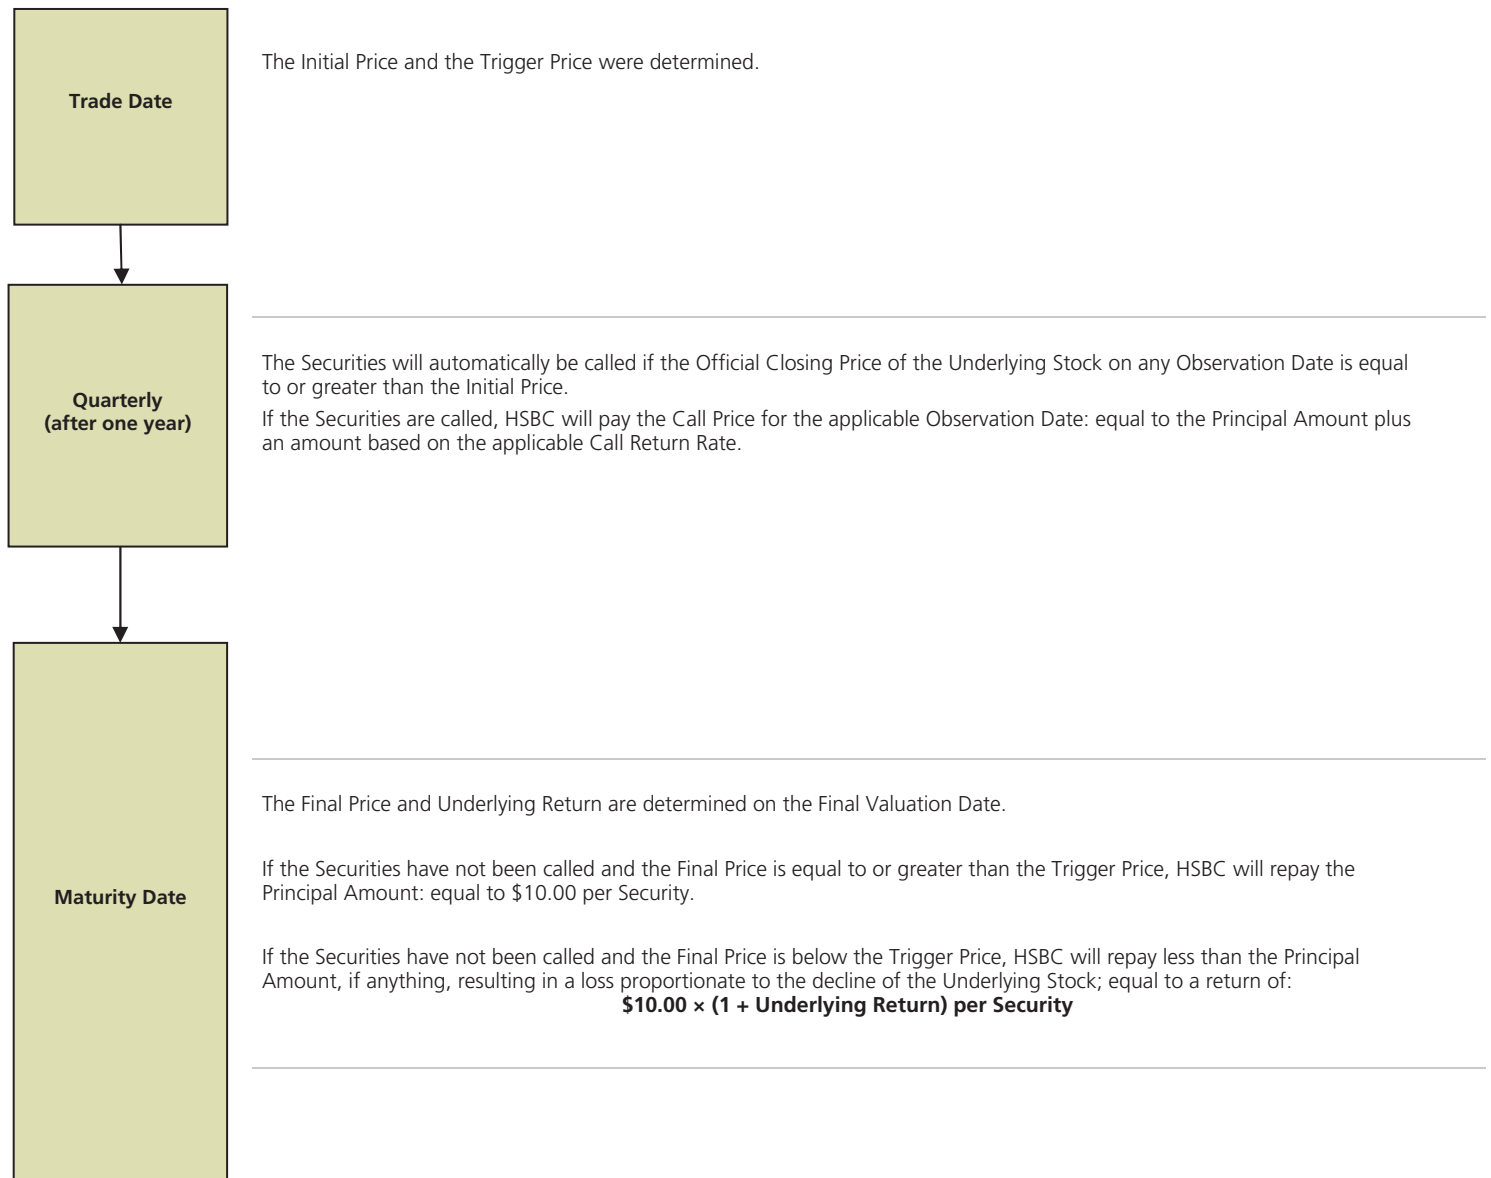 Trade Date
The Initial Price and the Trigger Price were determined.
Quarterly
(after one year)
The Securities will automatically be called if the Official Closing Price of the Underlying Stock on any Observation Date is equal
to or greater than the Initial Price.
If the Securities are called, HSBC will pay the Call Price for the applicable Observation Date: equal to the Principal Amount plus
an amount based on the applicable Call Return Rate.
Maturity Date
The Final Price and Underlying Return are determined on the Final Valuation Date.
If the Securities have not been called and the Final Price is equal to or greater than the Trigger Price, HSBC will repay the
Principal Amount: equal to $10.00 per Security.
If the Securities have not been called and the Final Price is below the Trigger Price, HSBC will repay less than the Principal
Amount, if anything, resulting in a loss proportionate to the decline of the Underlying Stock; equal to a return of:
$10.00 × (1 + Underlying Return) per Security